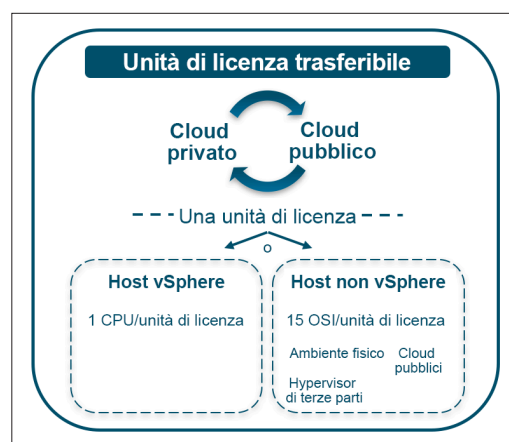 Unità di licenza trasferibile
Cloud privato
Cloud pubblico
Una unità di licenza
o
Host vSphere
1 CPU/unità di licenza
Host non vSphere
15 OSI/unità di licenza
Ambiente fisico
Cloud pubblici
Hypervisor di terze parti